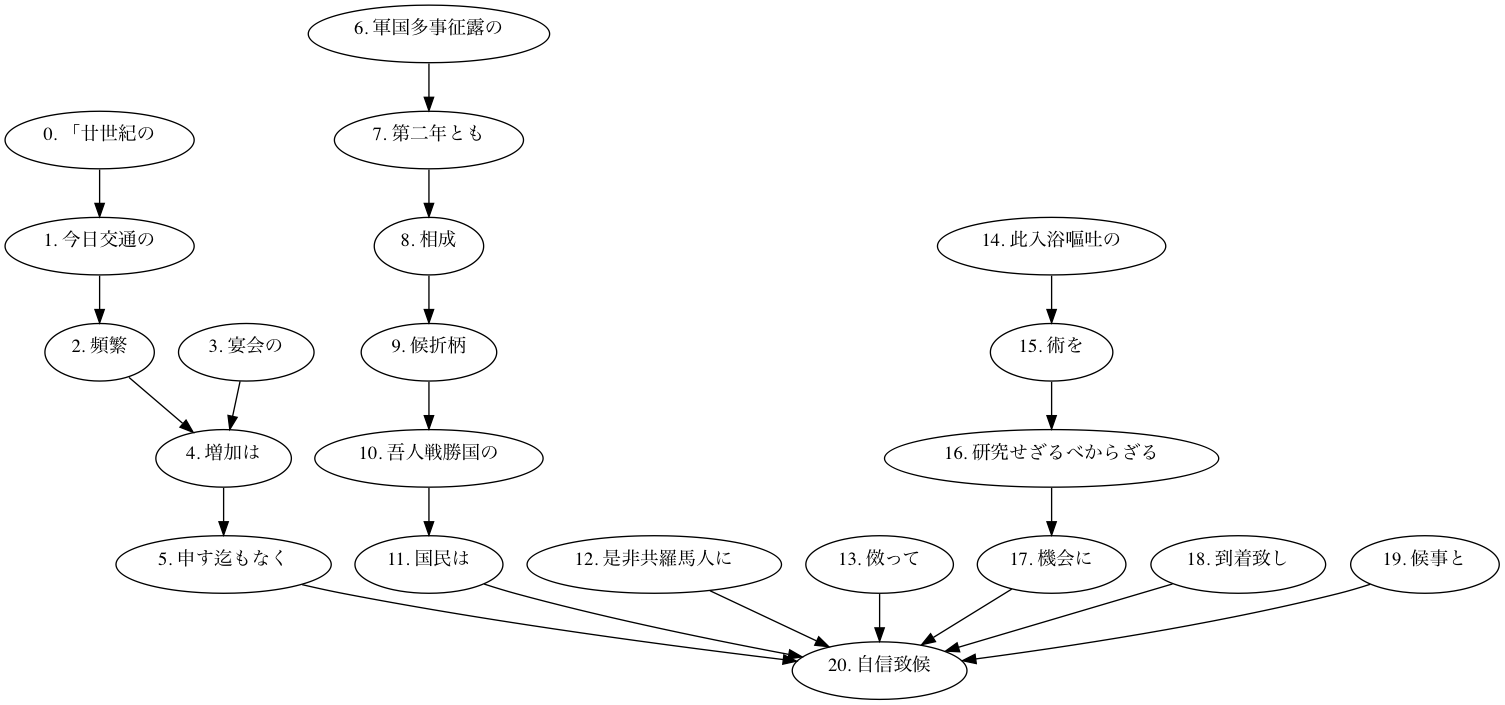 0. 「廿世紀の
1. 今日交通の
2. 頻繁
3. 宴会の
4. 増加は
5. 申す迄もなく
6. 軍国多事征露の
7. 第二年とも
8. 相成
9. 候折柄
10. 吾人戦勝国の
11. 国民は
12. 是非共羅馬人に
13. 傚って
14. 此入浴嘔吐の
15. 術を
16. 研究せざるべからざる
17. 機会に
18. 到着致し
19. 候事と
20. 自信致候